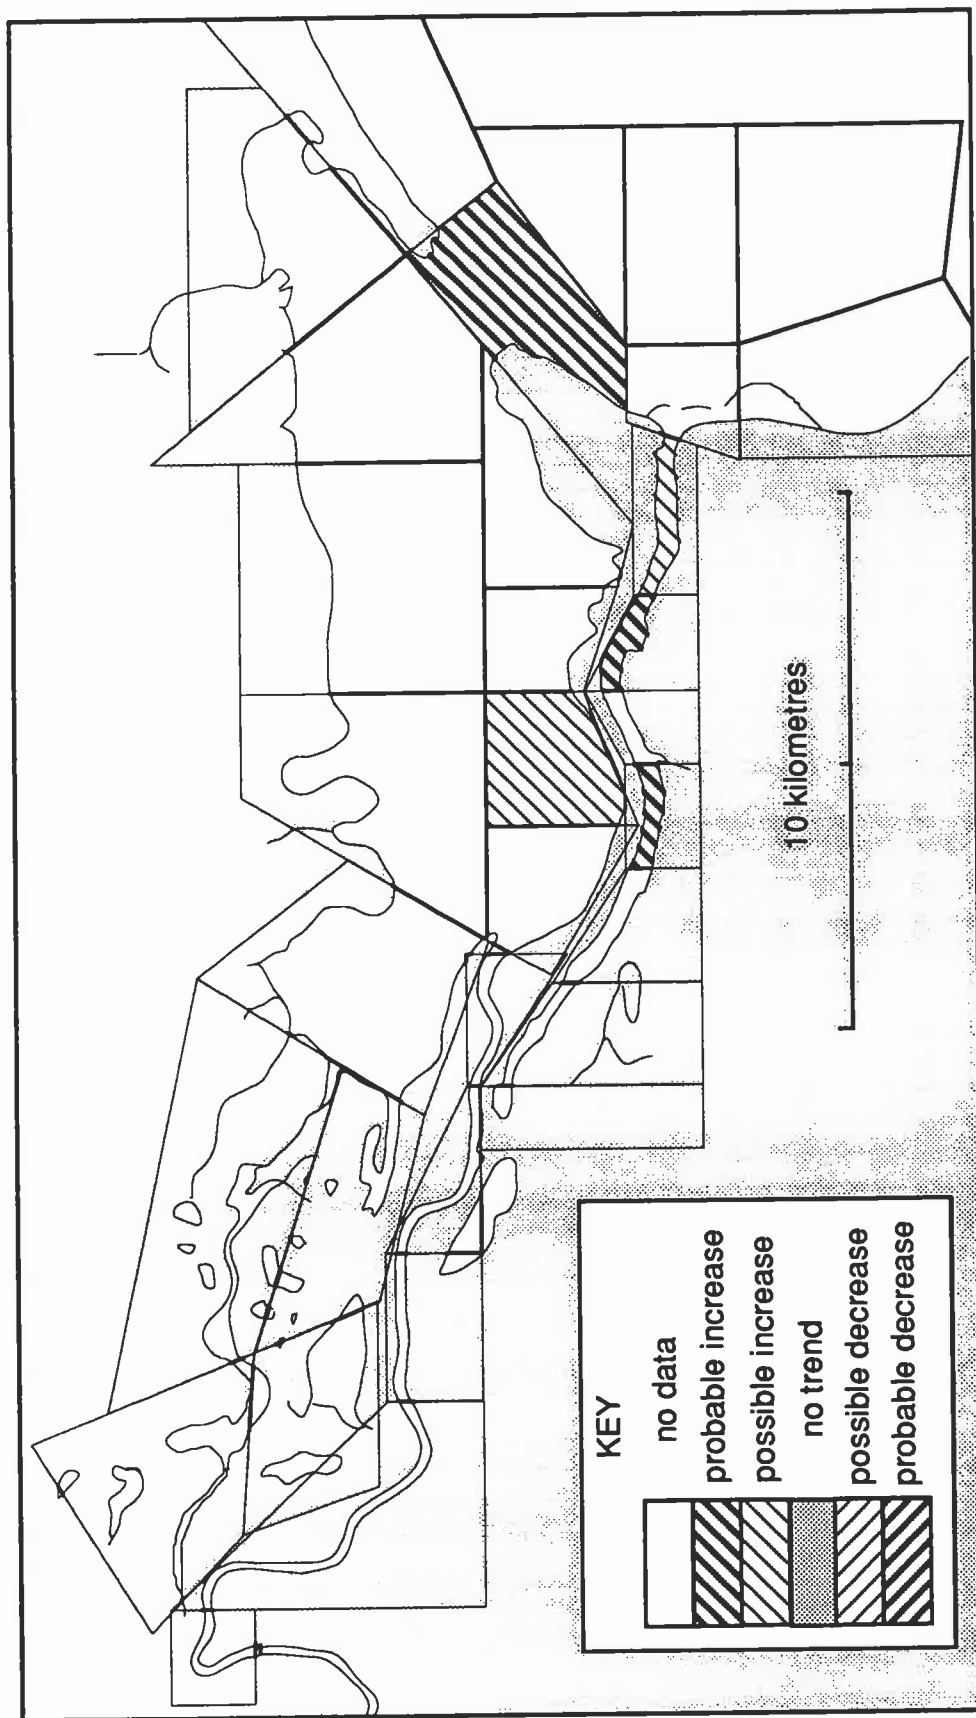 10 kilometres
KEY
no data
probable increase
possible increase
no trend
possible decrease
probable decrease